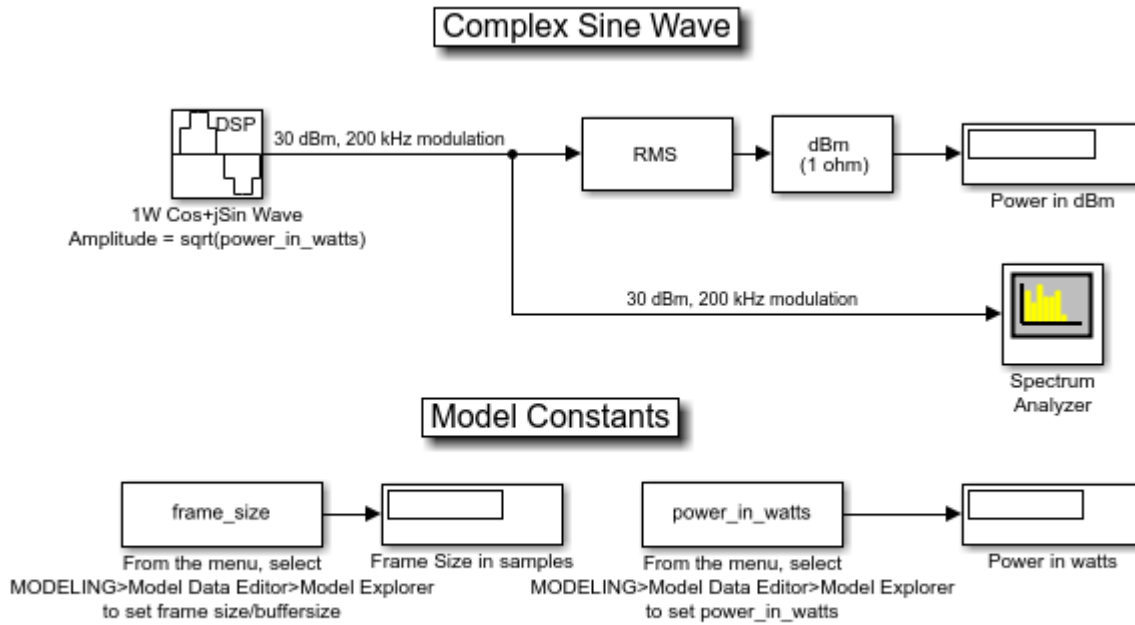 Complex Sine Wave
DSP
30 dBm, 200 kHz modulation
RMS
dBm
(1 ohm)
Power in dBm
1W Cos+jSin Wave
Amplitude = sqrt(power_in_watts)
30 dBm, 200 kHz modulation
Spectrum
Analyzer
Model Constants
frame_size
Frame Size in samples
From the menu, select
MODELING>Model Data Editor>Model Explorer
to set frame size/buffersize
power_in_watts
Power in watts
From the menu, select
MODELING>Model Data Editor>Model Explorer
to set power_in_watts